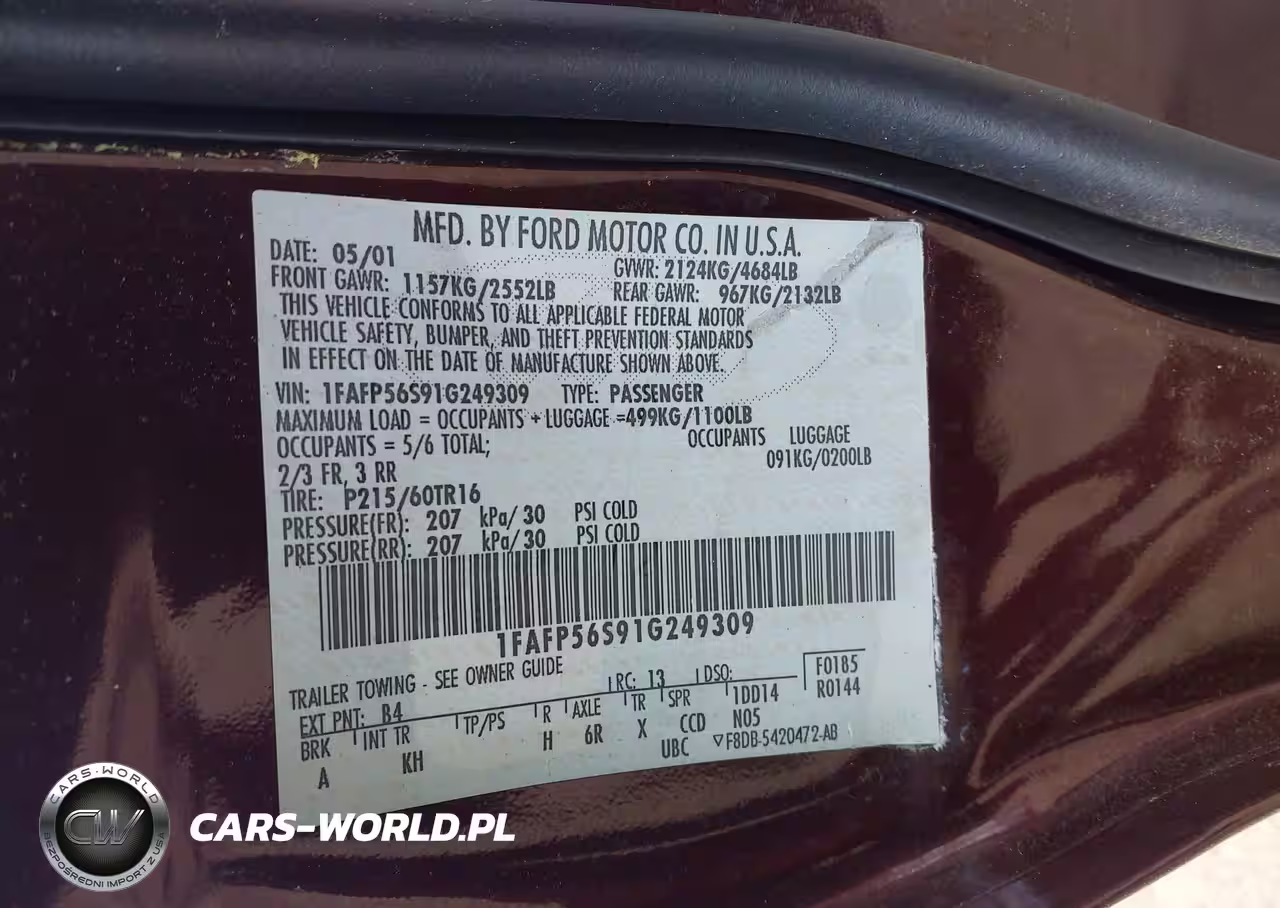 MFD. BY FORD MOTOR CO. IN U.S.A.
DATE: 05/01 GVWR: 2124KG/4684LB
FRONT GAWR: 1157KG/2552LB REAR GAWR: 967KG/2132LB
THIS VEHICLE CONFORMS TO ALL APPLICABLE FEDERAL MOTOR
VEHICLE SAFETY, BUMPER, AND THEFT PREVENTION STANDARDS
IN EFFECT ON THE DATE OF MANUFACTURE SHOWN ABOVE.
VIN: 1FAFP56S91G249309 TYPE: PASSENGER
MAXIMUM LOAD = OCCUPANTS + LUGGAGE =499KG/1100LB
OCCUPANTS = 5/6 TOTAL; OCCUPANTS LUGGAGE
2/3 FR, 3 RR 091KG/0200LB
TIRE: P215/60TR16
PRESSURE(FR): 207 kPa/ 30 PSI COLD
PRESSURE(RR): 207 kPa/ 30 PSI COLD
1FAFP56S91G249309
TRAILER TOWING - SEE OWNER GUIDE
EXT PNT: B4 RC: 13 DSO: F0185
BRK INT TR TP/PS R AXLE TR SPR 1DD14 R0144
A KH H 6R X CCD N05
UBC ▽F8DB-5420472-AB
CARS-WORLD
CW
BEZPOŚREDNI IMPORT Z USA
CARS-WORLD.PL